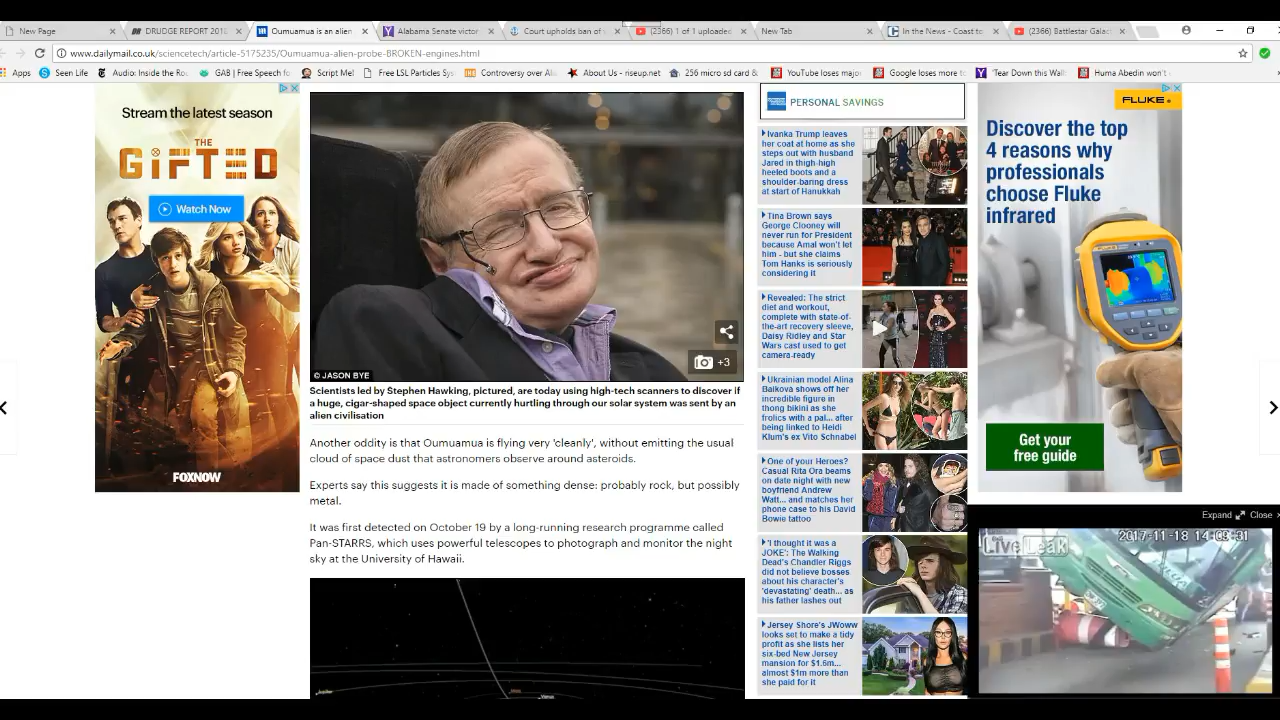 New Page
DRUDGE REPORT 2018
Oumuamua is an alien
Alabama Senate victor
Court upholds ban of
(2366) 1 of 1 uploaded
New Tab
In the News - Coast to
(2366) Battlestar Galac
www.dailymail.co.uk/sciencetech/article-5175235/Oumuamua-alien-probe-BROKEN-engines.html
Apps
Seen Life
Audio: Inside the Ro
GAB | Free Speech fo
Script Mel
Free LSL Particles Sys
Controversy over Ali
About Us - riseup.net
256 micro sd card &
YouTube loses major
Google loses more t
'Tear Down this Wall
Huma Abedin won't
Stream the latest season
THE
GIFTED
Watch Now
FOXNOW
© JASON BYE
+3
Scientists led by Stephen Hawking, pictured, are today using high-tech scanners to discover if
a huge, cigar-shaped space object currently hurtling through our solar system was sent by an
alien civilisation
Another oddity is that Oumuamua is flying very 'cleanly', without emitting the usual
cloud of space dust that astronomers observe around asteroids.
Experts say this suggests it is made of something dense: probably rock, but possibly
metal.
It was first detected on October 19 by a long-running research programme called
Pan-STARRS, which uses powerful telescopes to photograph and monitor the night
sky at the University of Hawaii.
Venus
PERSONAL SAVINGS
Ivanka Trump leaves
her coat at home as she
steps out with husband
Jared in thigh-high
heeled boots and a
shoulder-baring dress
at start of Hanukkah
Tina Brown says
George Clooney will
never run for President
because Amal won't let
him - but she claims
Tom Hanks is seriously
considering it
Revealed: The strict
diet and workout,
complete with state-of-
the-art recovery sleeve,
Daisy Ridley and Star
Wars cast used to get
camera-ready
Ukrainian model Alina
Baikova shows off her
incredible figure in
thong bikini as she
frolics with a pal... after
being linked to Heidi
Klum's ex Vito Schnabel
One of your Heroes?
Casual Rita Ora beams
on date night with new
boyfriend Andrew
Watt... and matches her
phone case to his David
Bowie tattoo
'I thought it was a
JOKE': The Walking
Dead's Chandler Riggs
did not believe bosses
about his character's
'devastating' death... as
his father lashes out
Jersey Shore's JWoww
looks set to make a tidy
profit as she lists her
six-bed New Jersey
mansion for $1.6m...
almost $1m more than
she paid for it
FLUKE
Discover the top
4 reasons why
professionals
choose Fluke
infrared
Get your
free guide
Expand
Close
LiveLeak
2017-11-18 14:09:31